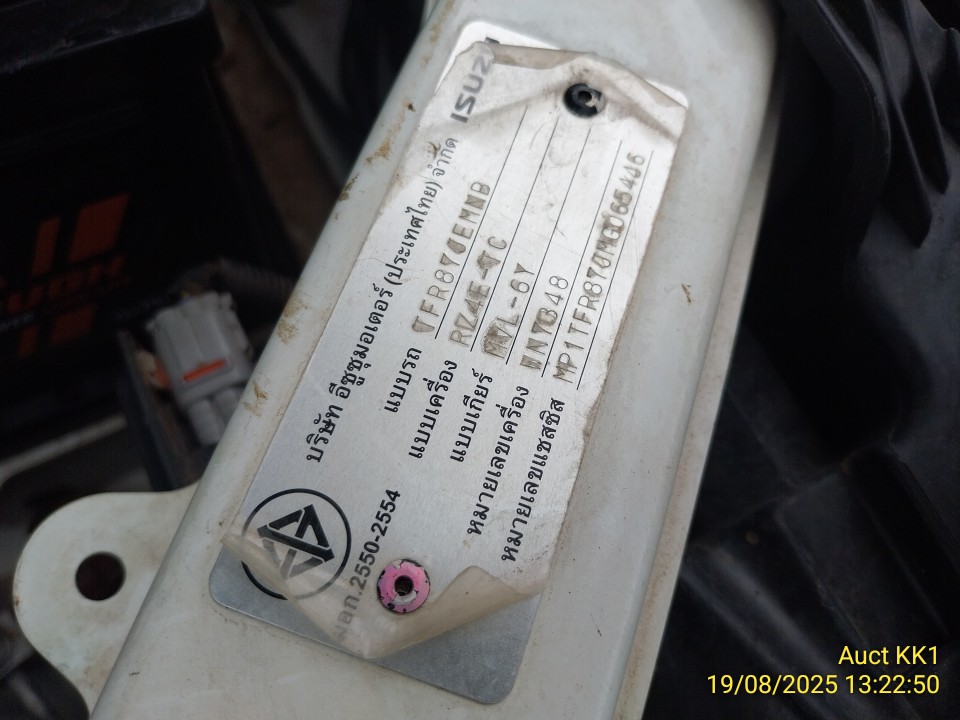 ISUZ
บริษัท อีซูซุมอเตอร์ (ประเทศไทย) จำกัด
แบบรถ TFR87JEMNB
แบบเครื่อง RZ4E-TC
แบบเกียร์ MVL-6Y
หมายเลขเครื่อง
หมายเลขแชสซิส
มอก.2550-2554
Auct KK1
19/08/2025 13:22:50